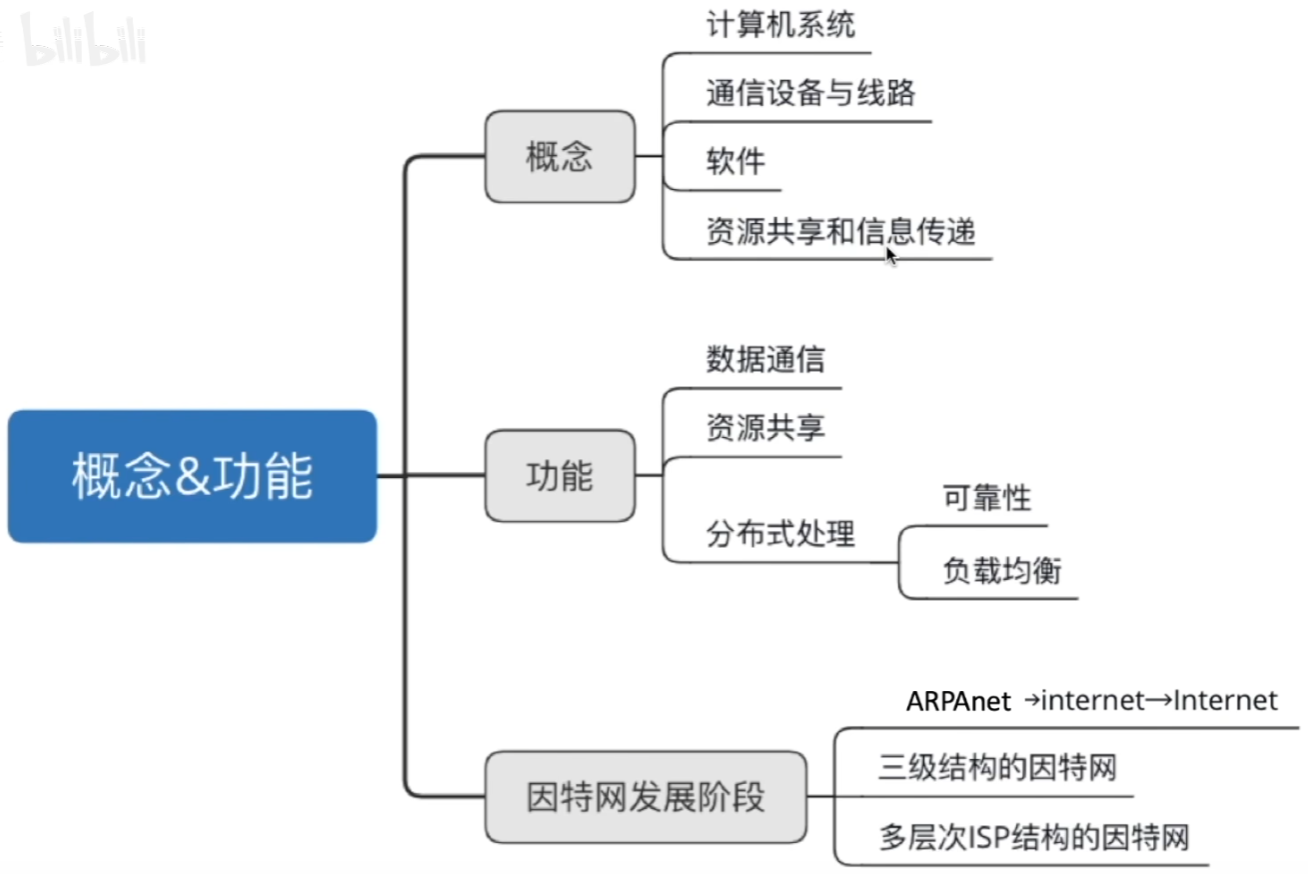 bilibili
计算机系统
通信设备与线路
概念
软件
资源共享和信息传递
数据通信
资源共享
概念&功能
功能
可靠性
分布式处理
负载均衡
ARPAnet →internet→Internet
三级结构的因特网
因特网发展阶段
多层次ISP结构的因特网